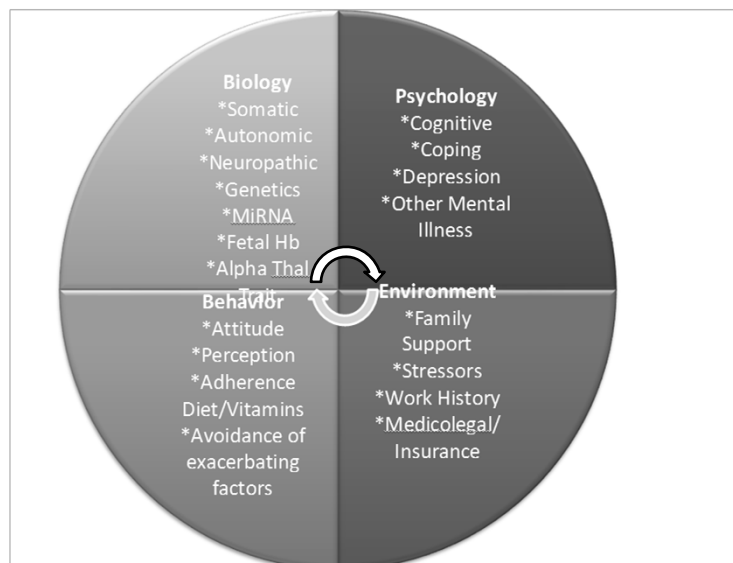 Biology
*Somatic
*Autonomic
*Neuropathic
*Genetics
*MiRNA
*Fetal Hb
*Alpha Thal
Trait
Psychology
*Cognitive
*Coping
*Depression
*Other Mental
Illness
Behavior
*Attitude
*Perception
*Adherence
Diet/Vitamins
*Avoidance of
exacerbating
factors
Environment
*Family
Support
*Stressors
*Work History
*Medicolegal/
Insurance